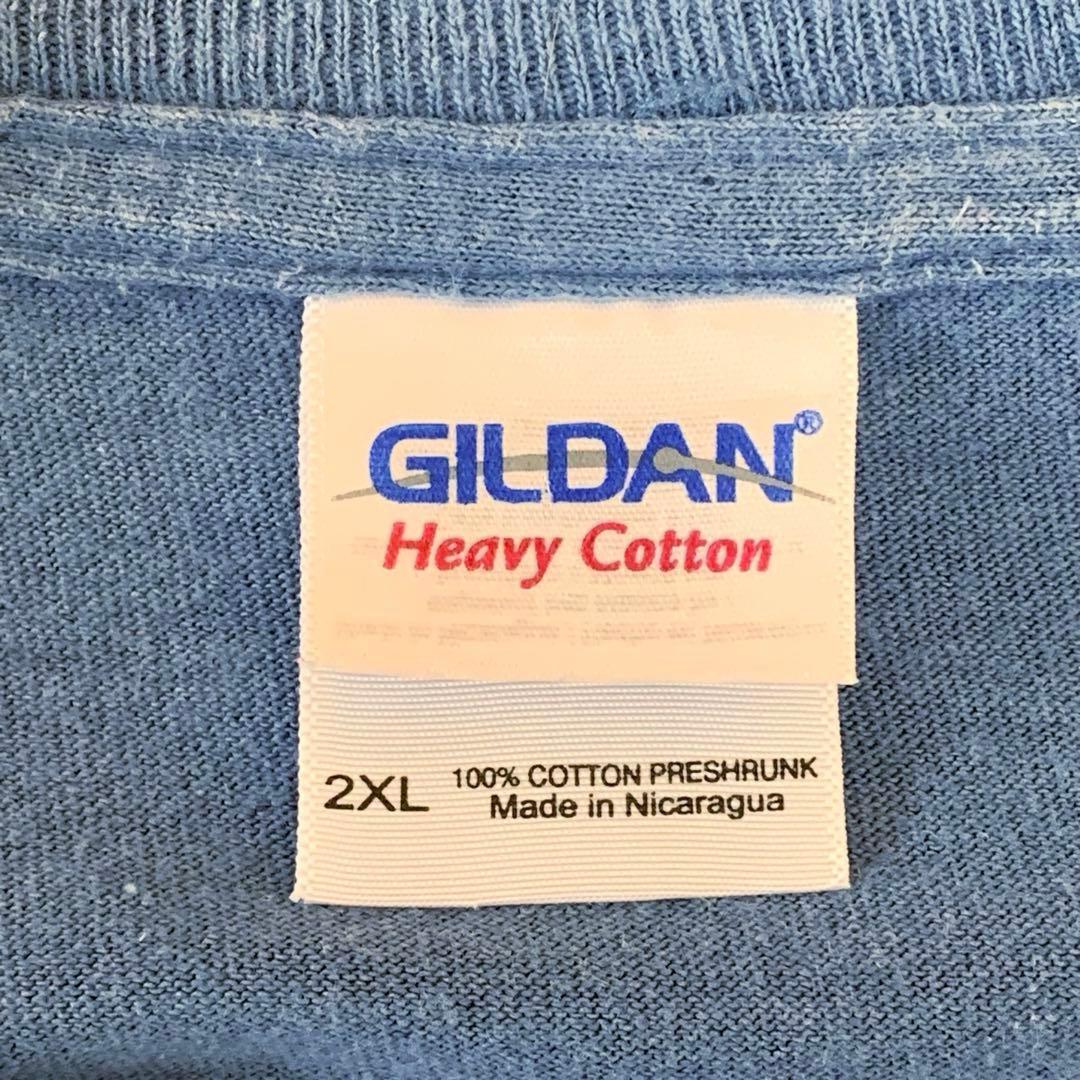 GILDAN®
Heavy Cotton
2XL
100% COTTON PRESHRUNK
Made in Nicaragua